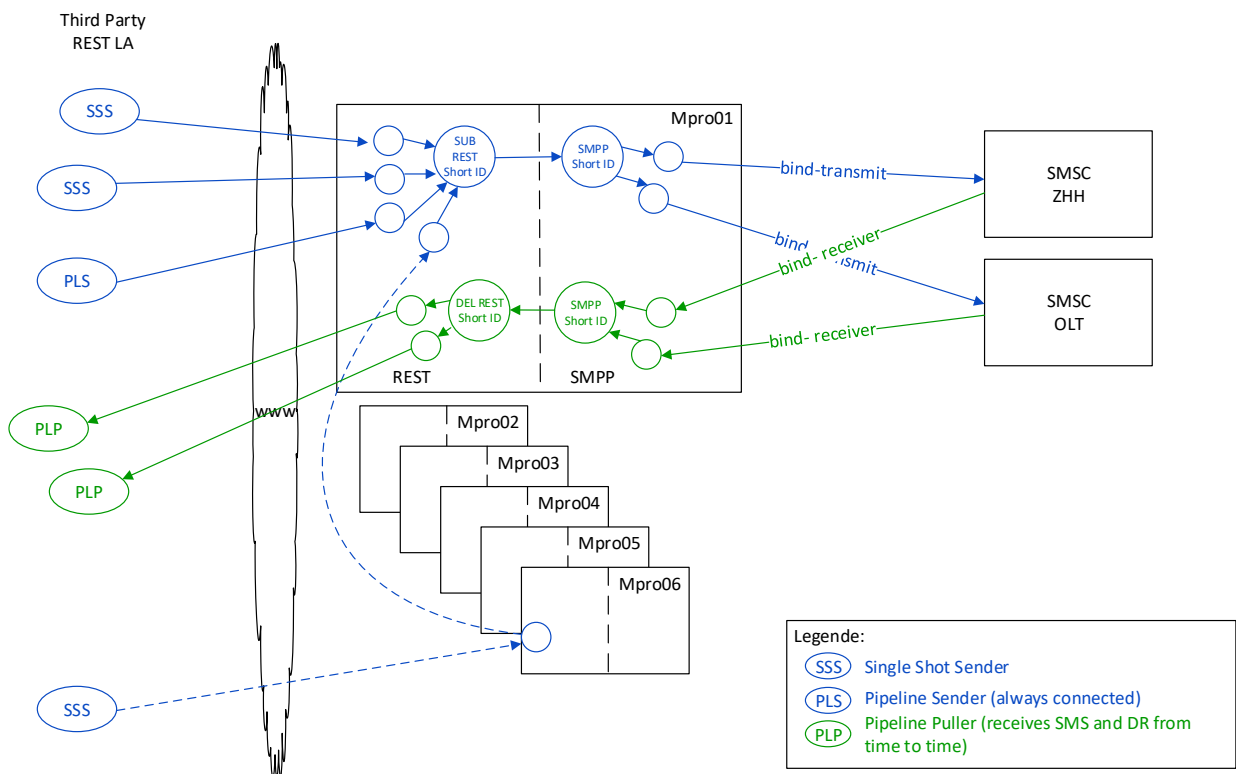 Third Party
REST LA
SSS
SSS
PLS
PLP
PLP
SSS
www
Mpro01
SUB
REST
Short ID
SMPP
Short ID
DEL REST
Short ID
SMPP
Short ID
REST
SMPP
bind-transmit
bind- receiver
bind-
smit
bind- receiver
SMSC
ZHH
SMSC
OLT
Mpro02
Mpro03
Mpro04
Mpro05
Mpro06
Legende:
SSS Single Shot Sender
PLS Pipeline Sender (always connected)
PLP Pipeline Puller (receives SMS and DR from
time to time)